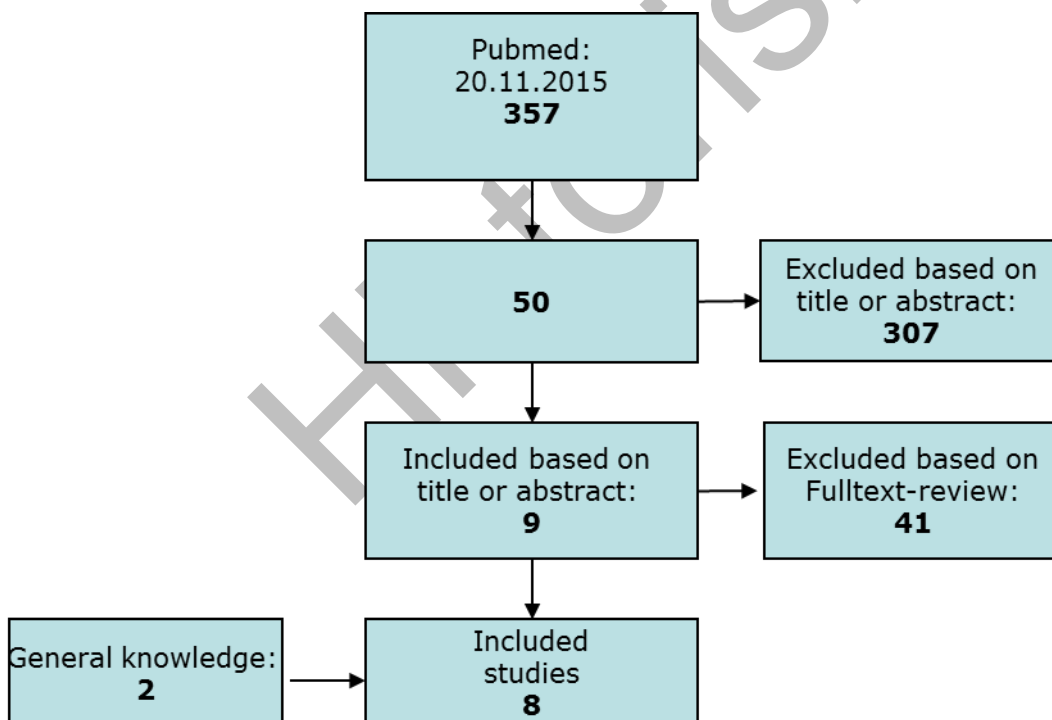 Pubmed:
20.11.2015
357
50
Excluded based on
title or abstract:
307
Included based on
title or abstract:
9
Excluded based on
Fulltext-review:
41
General knowledge:
2
Included
studies
8